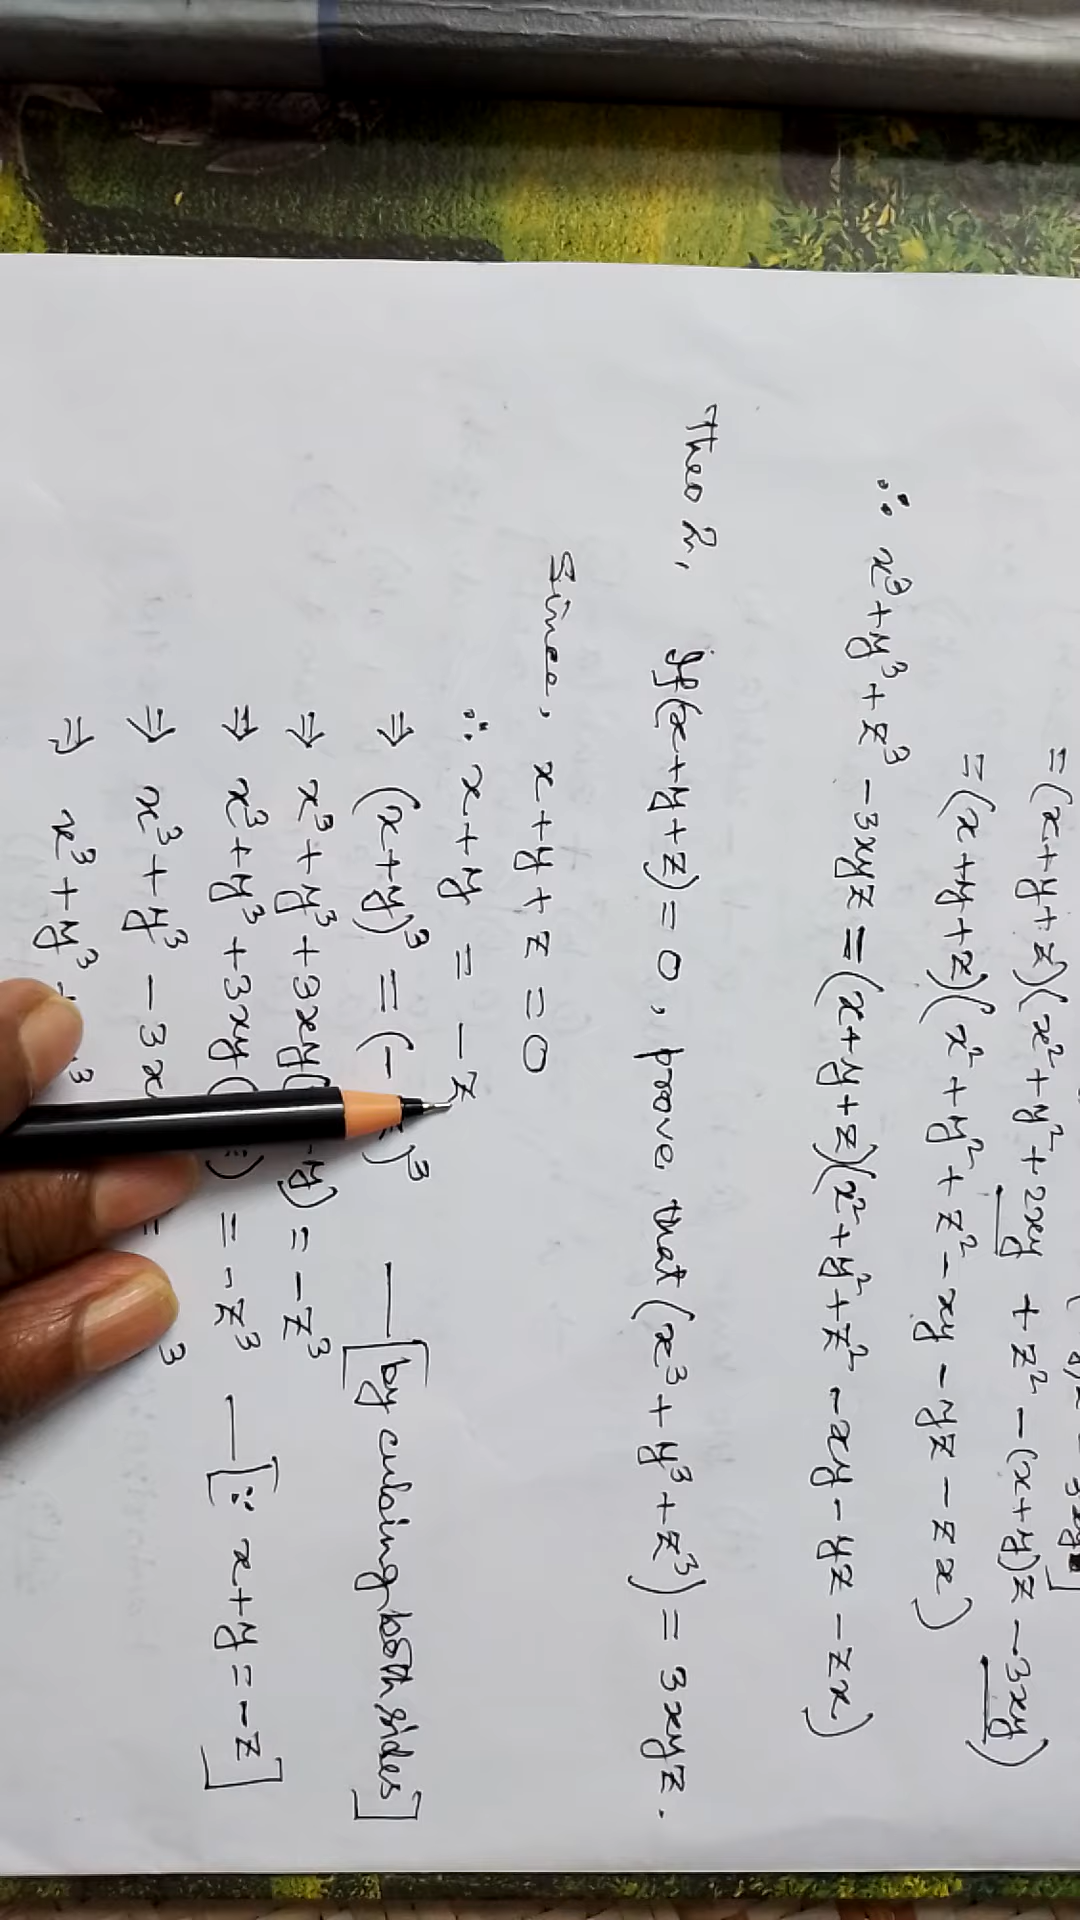 = (x+y+z)(x²+y²+2xy + z² - (x+y)z - 3xy)
= (x+y+z)(x²+y²+z²-xy-yz-zx)
∴ x³+y³+z³-3xyz = (x+y+z)(x²+y²+z²-xy-yz-zx)
Theo 2, If (x+y+z)=0, prove that (x³+y³+z³)=3xyz.
Since, x+y+z=0
∴ x+y = -z
⇒ (x+y)³ = (- )³ — [by cubing both sides]
⇒ x³+y³+3xy( y) = -z³
⇒ x³+y³+3xy( ) = -z³ — [∵ x+y=-z]
⇒ x³+y³-3x = ³
⇒ x³+y³ ³